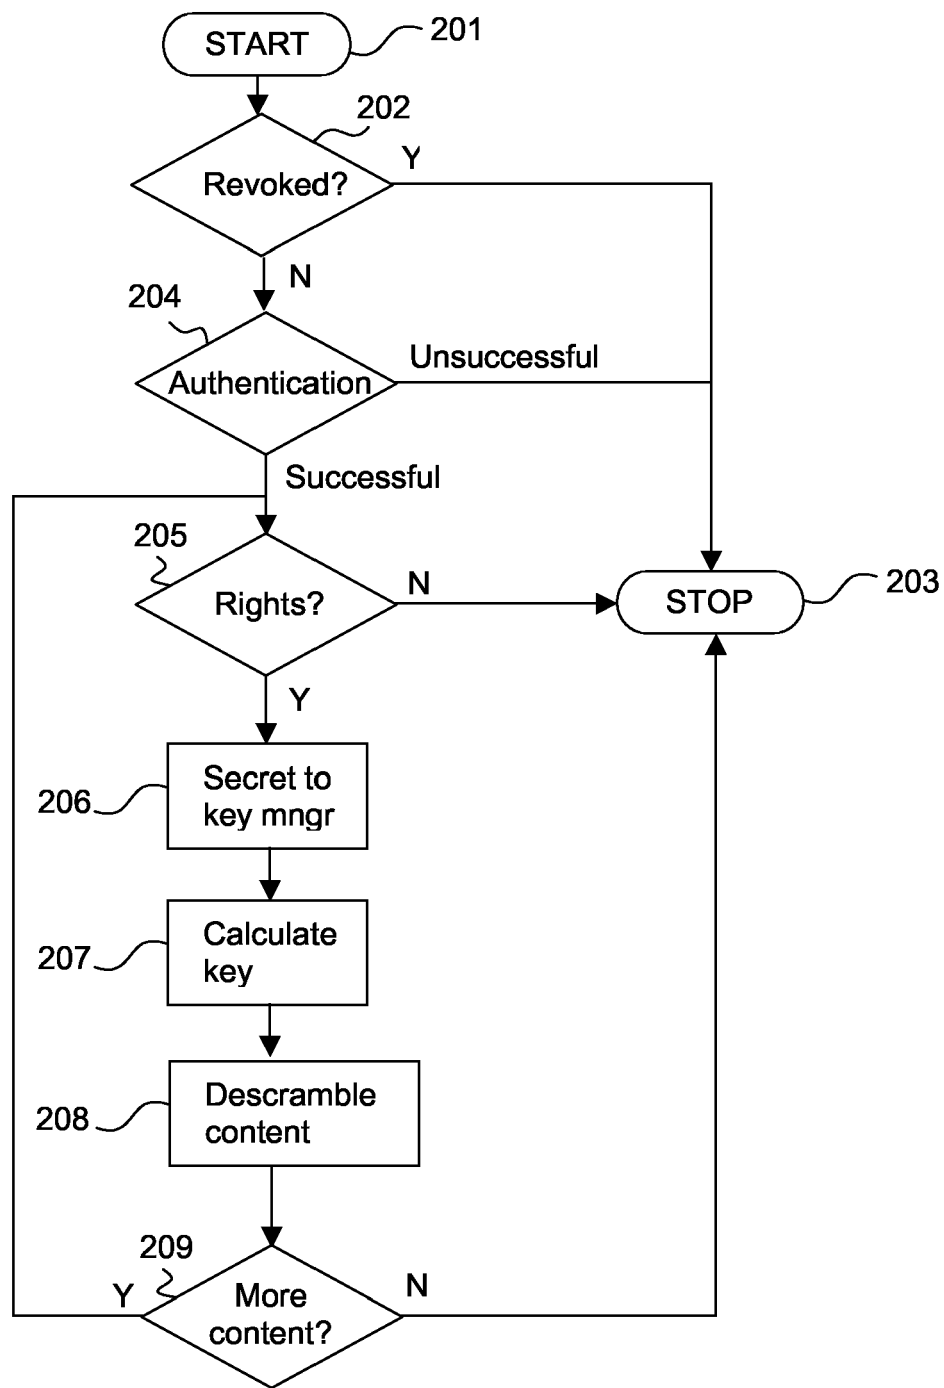 START
201
202
Revoked?
Y
N
204
Authentication
Unsuccessful
Successful
205
Rights?
N
STOP
203
Y
206
Secret to
key mngr
207
Calculate
key
208
Descramble
content
209
Y
More
content?
N